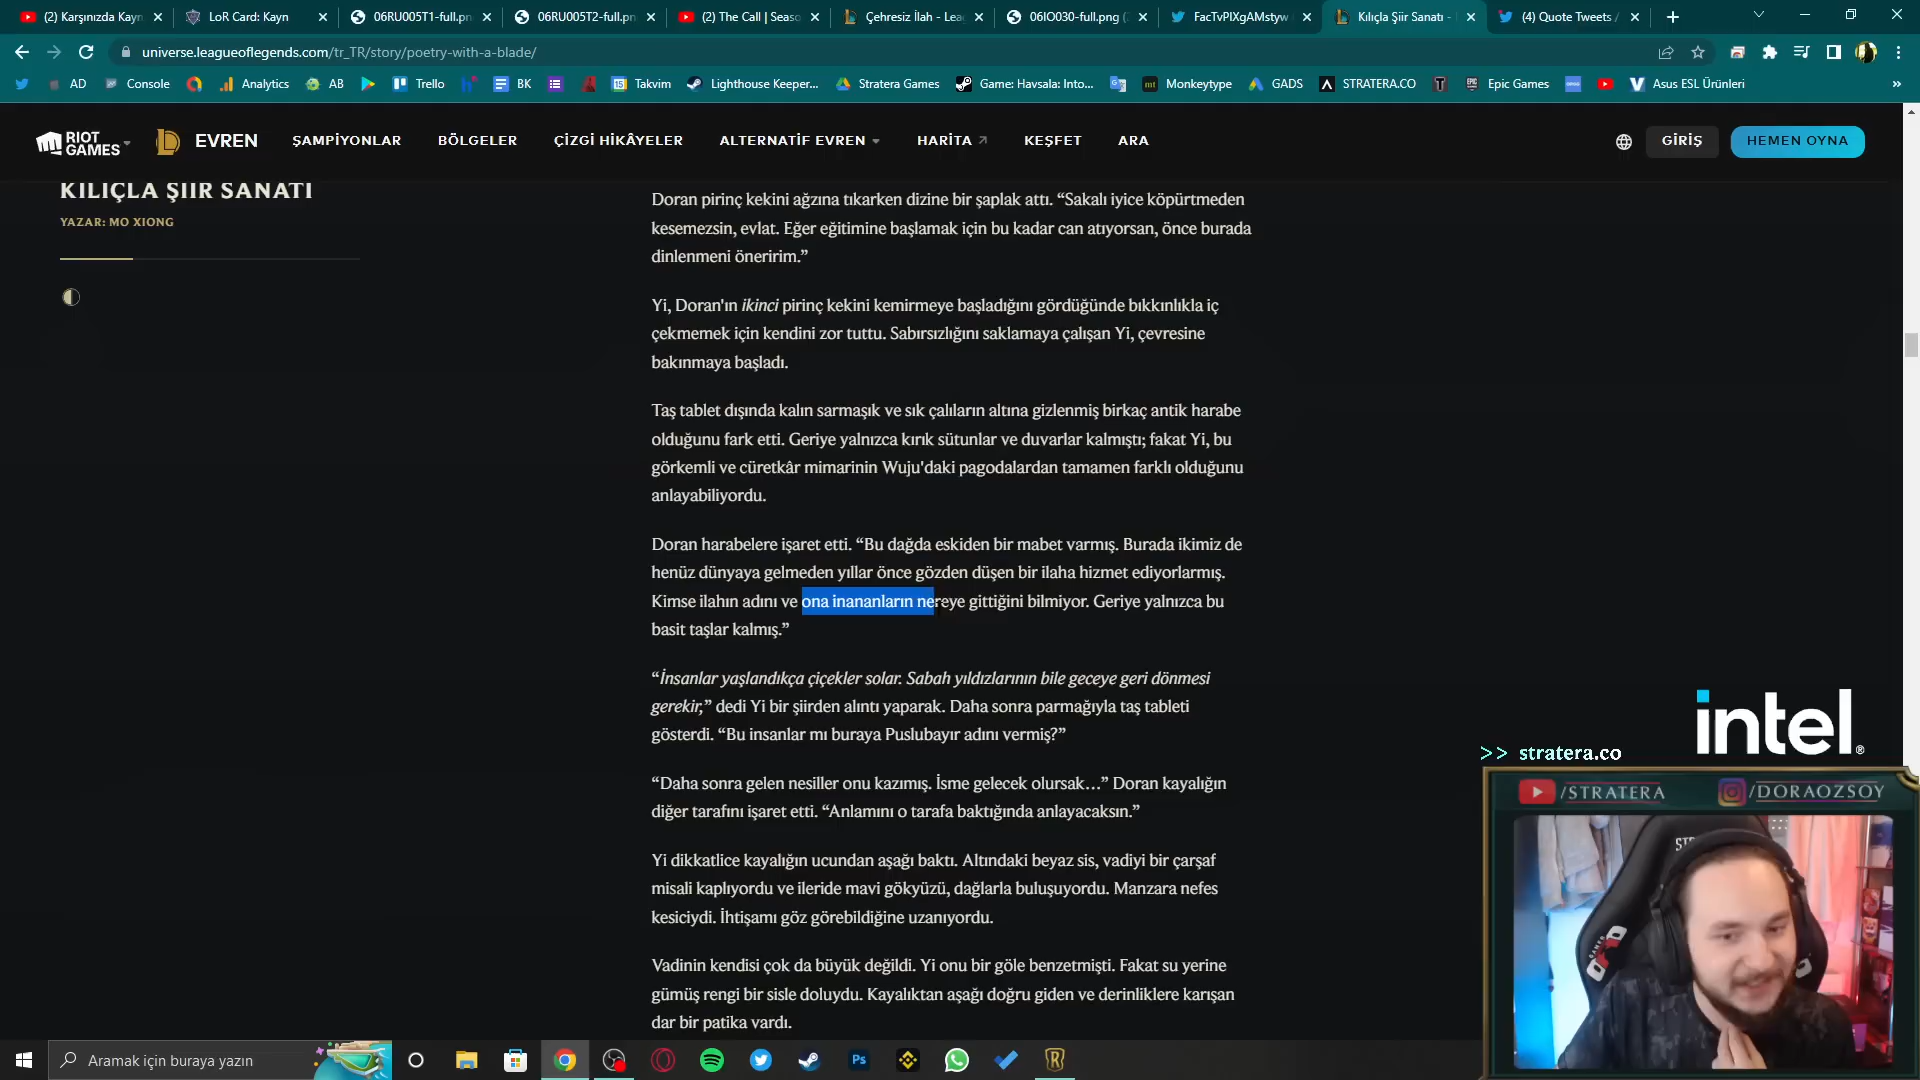 (2) Karşınızda Kayn
LoR Card: Kayn
06RU005T1-full.pn
06RU005T2-full.pn
(2) The Call | Seaso
Çehresiz İlah - Lea
06IO030-full.png (
FacTvPlXgAMstyw
Kılıçla Şiir Sanatı -
(4) Quote Tweets /
universe.leagueoflegends.com/tr_TR/story/poetry-with-a-blade/
AD
Console
Analytics
AB
Trello
BK
Takvim
Lighthouse Keeper...
Stratera Games
Game: Havsala: Into...
Monkeytype
GADS
STRATERA.CO
Epic Games
Asus ESL Ürünleri
RIOT GAMES
EVREN
ŞAMPİYONLAR
BÖLGELER
ÇİZGİ HİKÂYELER
ALTERNATİF EVREN
HARİTA
KEŞFET
ARA
GİRİŞ
HEMEN OYNA
KILIÇLA ŞİİR SANATI
YAZAR: MO XIONG
Doran pirinç kekini ağzına tıkarken dizine bir şaplak attı. “Sakalı iyice köpürtmeden
kesemezsin, evlat. Eğer eğitimine başlamak için bu kadar can atıyorsan, önce burada
dinlenmeni öneririm.”
Yi, Doran'ın ikinci pirinç kekini kemirmeye başladığını gördüğünde bıkkınlıkla iç
çekmemek için kendini zor tuttu. Sabırsızlığını saklamaya çalışan Yi, çevresine
bakınmaya başladı.
Taş tablet dışında kalın sarmaşık ve sık çalıların altına gizlenmiş birkaç antik harabe
olduğunu fark etti. Geriye yalnızca kırık sütunlar ve duvarlar kalmıştı; fakat Yi, bu
görkemli ve cüretkâr mimarinin Wuju'daki pagodalardan tamamen farklı olduğunu
anlayabiliyordu.
Doran harabelere işaret etti. “Bu dağda eskiden bir mabet varmış. Burada ikimiz de
henüz dünyaya gelmeden yıllar önce gözden düşen bir ilaha hizmet ediyorlarmış.
Kimse ilahın adını ve ona inananların nereye gittiğini bilmiyor. Geriye yalnızca bu
basit taşlar kalmış.”
“İnsanlar yaşlandıkça çiçekler solar. Sabah yıldızlarının bile geceye geri dönmesi
gerekir,” dedi Yi bir şiirden alıntı yaparak. Daha sonra parmağıyla taş tableti
gösterdi. “Bu insanlar mı buraya Puslubayır adını vermiş?”
“Daha sonra gelen nesiller onu kazımış. İsme gelecek olursak…” Doran kayalığın
diğer tarafını işaret etti. “Anlamını o tarafa baktığında anlayacaksın.”
Yi dikkatlice kayalığın ucundan aşağı baktı. Altındaki beyaz sis, vadiyi bir çarşaf
misali kaplıyordu ve ileride mavi gökyüzü, dağlarla buluşuyordu. Manzara nefes
kesiciydi. İhtişamı göz görebildiğine uzanıyordu.
Vadinin kendisi çok da büyük değildi. Yi onu bir göle benzetmişti. Fakat su yerine
gümüş rengi bir sisle doluydu. Kayalıktan aşağı doğru giden ve derinliklere karışan
dar bir patika vardı.
intel
>> stratera.co
/STRATERA
/DORAOZSOY
Aramak için buraya yazın